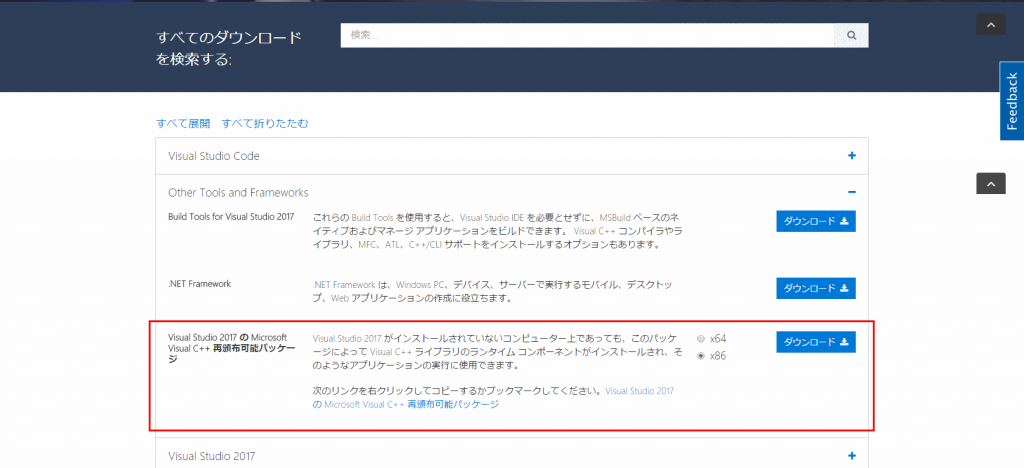 すべてのダウンロード
を検索する:
検索...
Feedback
すべて展開 すべて折りたたむ
Visual Studio Code
Other Tools and Frameworks
Build Tools for Visual Studio 2017
これらの Build Tools を使用すると、Visual Studio IDE を必要とせずに、MSBuild ベースのネ
イティブおよびマネージ アプリケーションをビルドできます。 Visual C++ コンパイラやラ
イブラリ、MFC、ATL、C++/CLI サポートをインストールするオプションもあります。
ダウンロード
.NET Framework
.NET Framework は、Windows PC、デバイス、サーバーで実行するモバイル、デスクトッ
プ、Web アプリケーションの作成に役立ちます。
ダウンロード
Visual Studio 2017 の Microsoft
Visual C++ 再頒布可能パッケー
ジ
Visual Studio 2017 がインストールされていないコンピューター上であっても、このパッケ
ージによって Visual C++ ライブラリのランタイム コンポーネントがインストールされ、そ
のようなアプリケーションの実行に使用できます。
次のリンクを右クリックしてコピーするかブックマークしてください。Visual Studio 2017
の Microsoft Visual C++ 再頒布可能パッケージ
x64
x86
ダウンロード
Visual Studio 2017